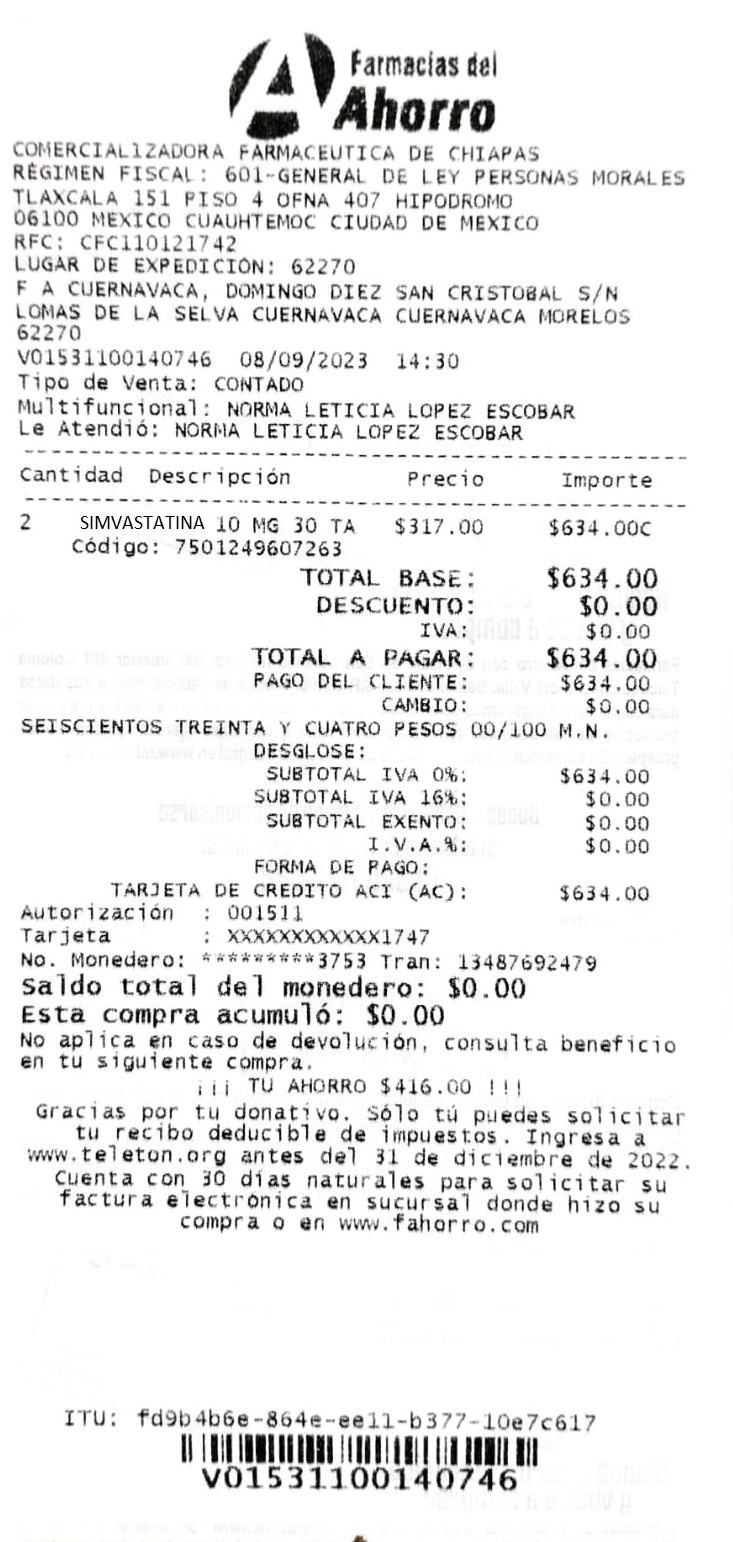 Farmacias del
Ahorro
COMERCIALIZADORA FARMACEUTICA DE CHIAPAS
RÉGIMEN FISCAL: 601-GENERAL DE LEY PERSONAS MORALES
TLAXCALA 151 PISO 4 OFNA 407 HIPODROMO
06100 MEXICO CUAUHTEMOC CIUDAD DE MEXICO
RFC: CFC110121742
LUGAR DE EXPEDICIÓN: 62270
F A CUERNAVACA, DOMINGO DIEZ SAN CRISTOBAL S/N
LOMAS DE LA SELVA CUERNAVACA CUERNAVACA MORELOS
62270
V01531100140746 08/09/2023 14:30
Tipo de Venta: CONTADO
Multifuncional: NORMA LETICIA LOPEZ ESCOBAR
Le Atendió: NORMA LETICIA LOPEZ ESCOBAR
Cantidad Descripción Precio Importe
2 SIMVASTATINA 10 MG 30 TA $317.00 $634.00C
Código: 7501249607263
TOTAL BASE: $634.00
DESCUENTO: $0.00
IVA: $0.00
TOTAL A PAGAR: $634.00
PAGO DEL CLIENTE: $634.00
CAMBIO: $0.00
SEISCIENTOS TREINTA Y CUATRO PESOS 00/100 M.N.
DESGLOSE:
SUBTOTAL IVA 0%: $634.00
SUBTOTAL IVA 16%: $0.00
SUBTOTAL EXENTO: $0.00
I.V.A.%: $0.00
FORMA DE PAGO:
TARJETA DE CREDITO ACI (AC): $634.00
Autorización : 001511
Tarjeta : XXXXXXXXXXXX1747
No. Monedero: *********3753 Tran: 13487692479
Saldo total del monedero: $0.00
Esta compra acumuló: $0.00
No aplica en caso de devolución, consulta beneficio
en tu siguiente compra.
¡¡¡ TU AHORRO $416.00 !!!
Gracias por tu donativo. Sólo tú puedes solicitar
tu recibo deducible de impuestos. Ingresa a
www.teleton.org antes del 31 de diciembre de 2022.
Cuenta con 30 días naturales para solicitar su
factura electrónica en sucursal donde hizo su
compra o en www.fahorro.com
ITU: fd9b4b6e-864e-ee11-b377-10e7c617
V01531100140746